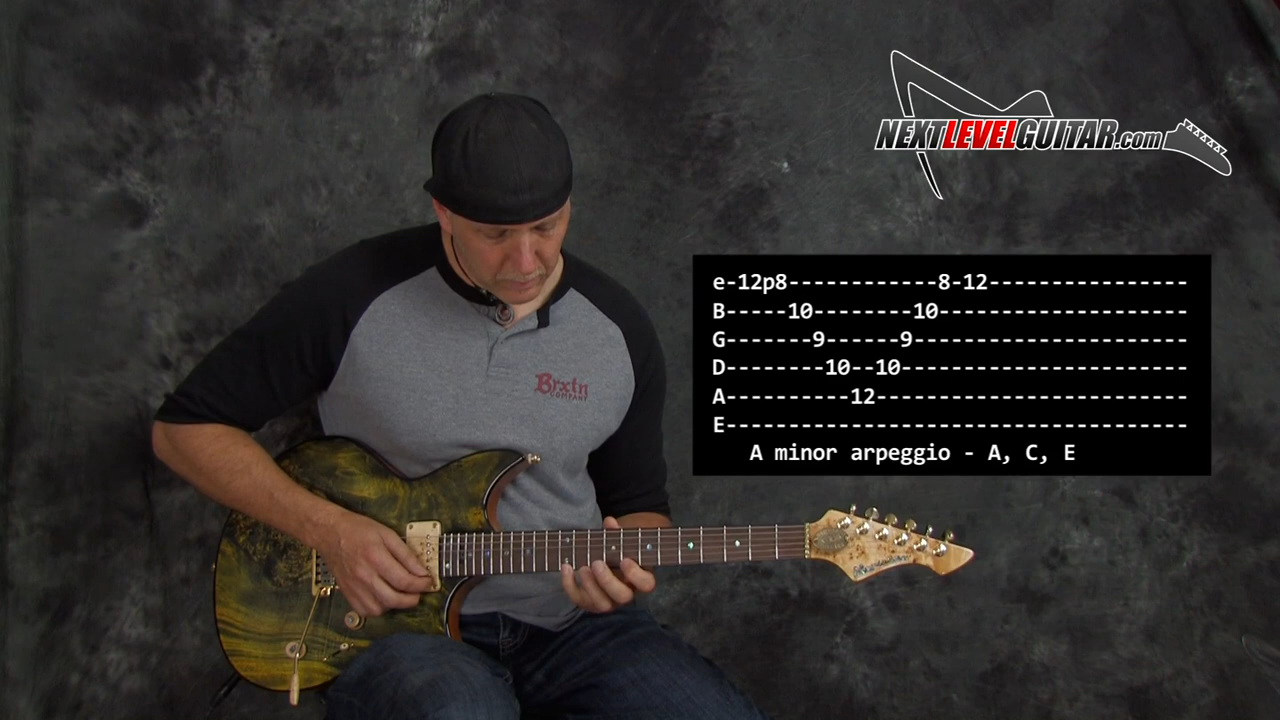 NEXTLEVELGUITAR.com
e-12p8------------8-12----------------
B-----10--------10--------------------
G-------9------9----------------------
D--------10--10-----------------------
A----------12-------------------------
E-------------------------------------
A minor arpeggio - A, C, E
Brxtn
COMPANY